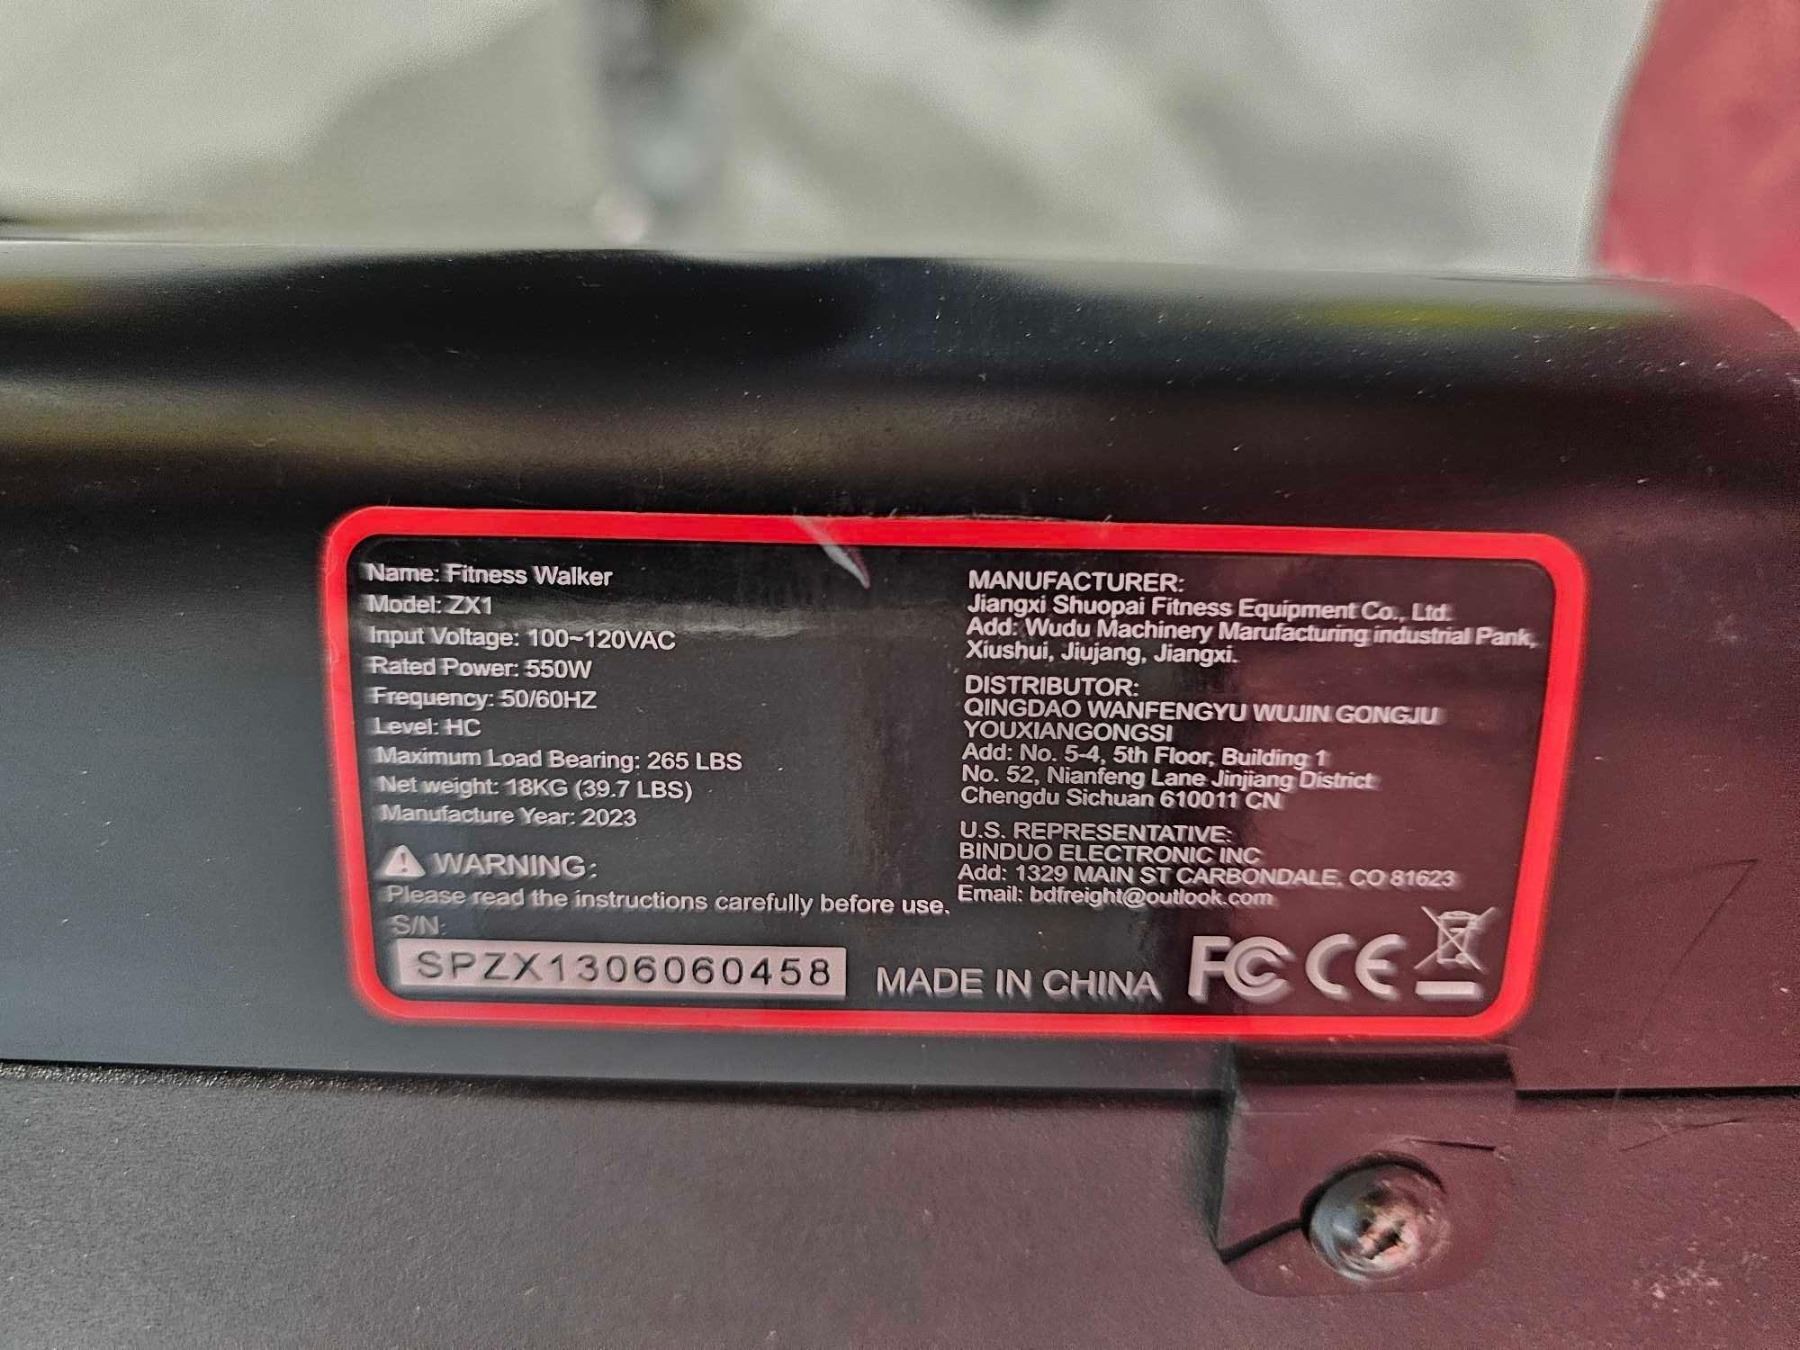 Name: Fitness Walker
Model: ZX1
Input Voltage: 100~120VAC
Rated Power: 550W
Frequency: 50/60HZ
Level: HC
Maximum Load Bearing: 265 LBS
Net weight: 18KG (39.7 LBS)
Manufacture Year: 2023
WARNING:
Please read the instructions carefully before use.
S/N:
SPZX1306060458
MANUFACTURER:
Jiangxi Shuopai Fitness Equipment Co., Ltd.
Add: Wudu Machinery Marufacturing industrial Pank,
Xiushui, Jiujang, Jiangxi.
DISTRIBUTOR:
QINGDAO WANFENGYU WUJIN GONGJU
YOUXIANGONGSI
Add: No. 5-4, 5th Floor, Building 1
No. 52, Nianfeng Lane Jinjiang District
Chengdu Sichuan 610011 CN
U.S. REPRESENTATIVE:
BINDUO ELECTRONIC INC
Add: 1329 MAIN ST CARBONDALE, CO 81623
Email: bdfreight@outlook.com
MADE IN CHINA FC CE